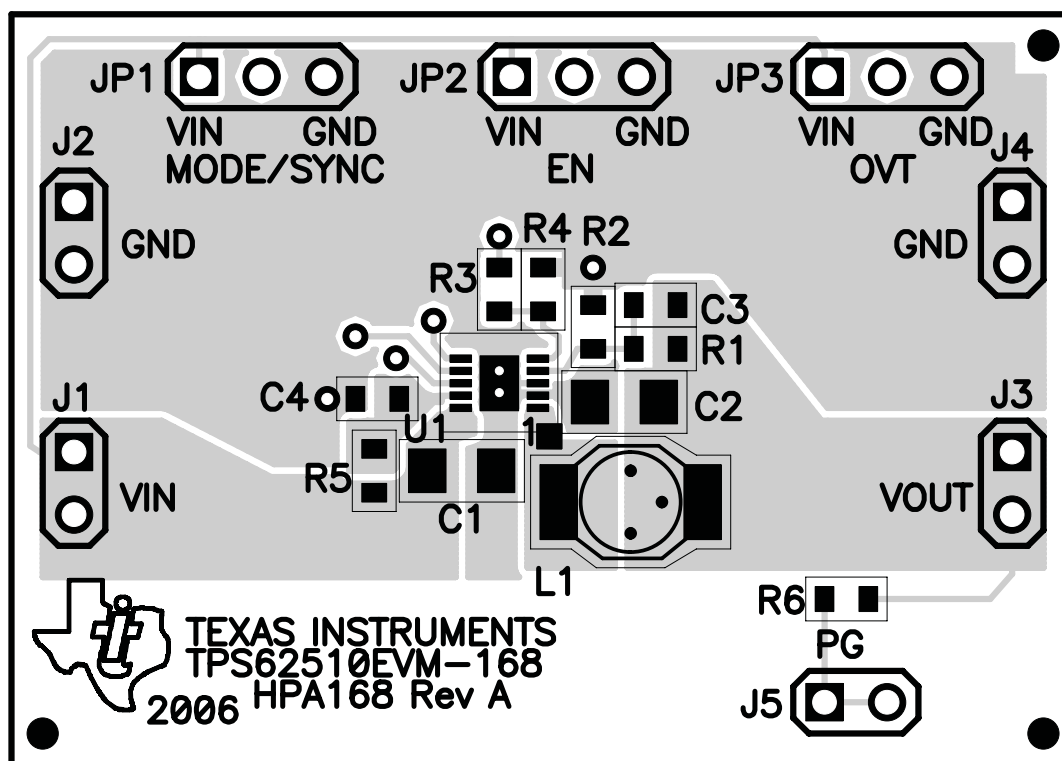 JP1 JP2 JP3
VIN GND VIN GND VIN GND
MODE/SYNC EN OVT
J2 J4
GND GND
R4 R2
R3
C3
R1
J1 C4 C2 J3
U1 1
R5
VIN VOUT
C1
L1
R6
PG
TEXAS INSTRUMENTS
TPS62510EVM-168
HPA168 Rev A
2006
J5